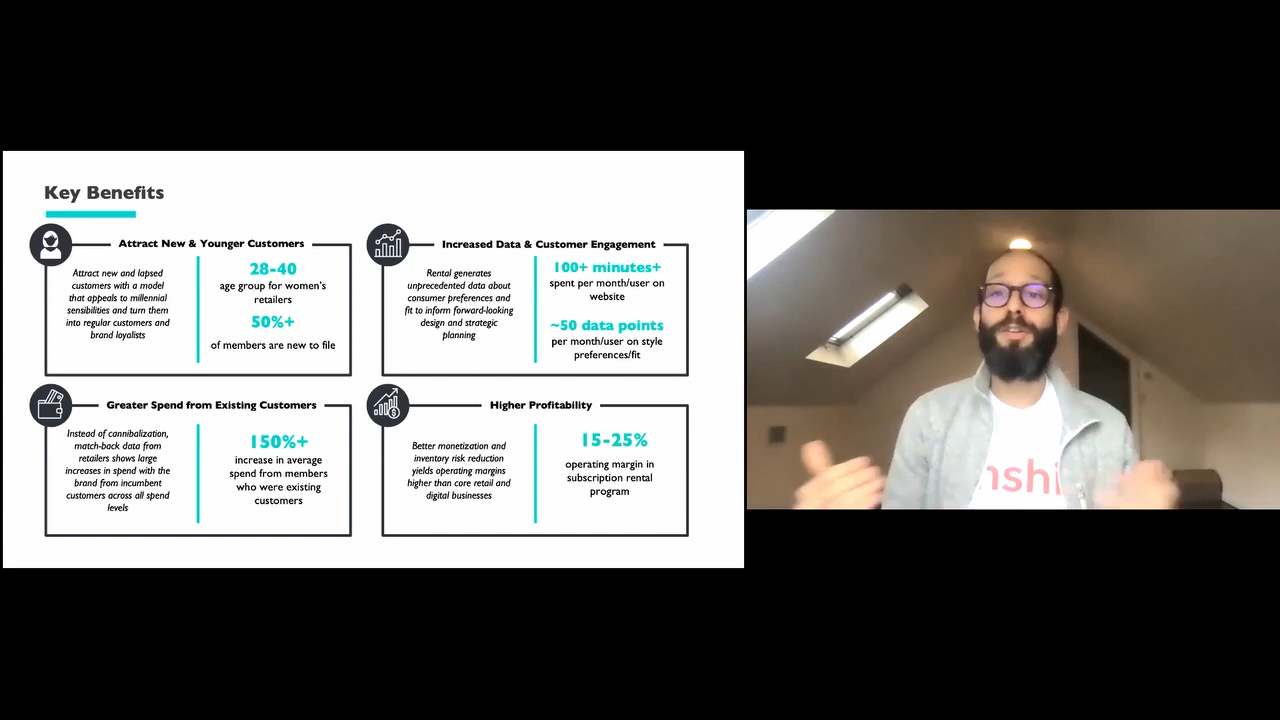 Key Benefits
Attract New & Younger Customers
Attract new and lapsed
customers with a model
that appeals to millennial
sensibilities and turn them
into regular customers and
brand loyalists
28-40
age group for women's
retailers
50%+
of members are new to file
Increased Data & Customer Engagement
Rental generates
unprecedented data about
consumer preferences and
fit to inform forward-looking
design and strategic
planning
100+ minutes+
spent per month/user on
website
~50 data points
per month/user on style
preferences/fit
Greater Spend from Existing Customers
Instead of cannibalization,
match-back data from
retailers shows large
increases in spend with the
brand from incumbent
customers across all spend
levels
150%+
increase in average
spend from members
who were existing
customers
Higher Profitability
Better monetization and
inventory risk reduction
yields operating margins
higher than core retail and
digital businesses
15-25%
operating margin in
subscription rental
program
nshi